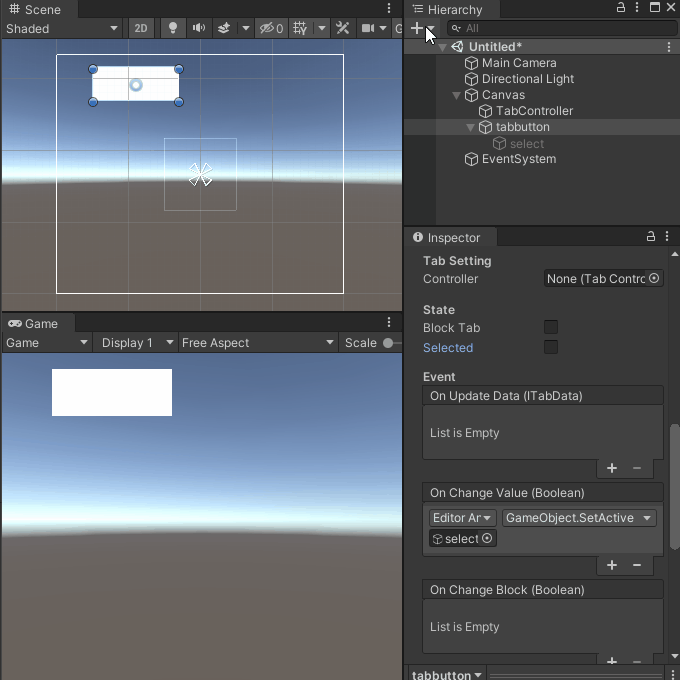 Scene
Shaded
2D
0
G
Game
Game
Display 1
Free Aspect
Scale
Hierarchy
All
Untitled*
Main Camera
Directional Light
Canvas
TabController
tabbutton
select
EventSystem
Inspector
Tab Setting
Controller
None (Tab Contro
State
Block Tab
Selected
Event
On Update Data (ITabData)
List is Empty
On Change Value (Boolean)
Editor Ar
GameObject.SetActive
select
On Change Block (Boolean)
List is Empty
tabbutton